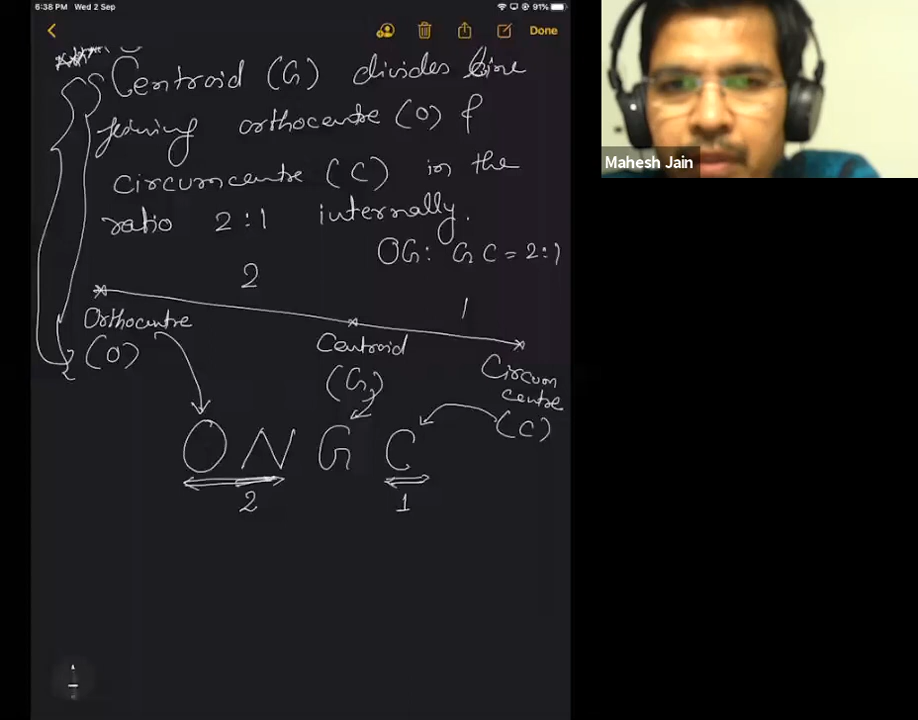 6:38 PM Wed 2 Sep
91%
Done
Centroid (G) divides line
joining orthocentre (O) &
circumcentre (C) in the
ratio 2:1 internally.
OG: GC = 2:1
2
1
Orthocentre
(O)
Centroid
(G)
Circum
centre
(C)
O N G C
2
1
Mahesh Jain